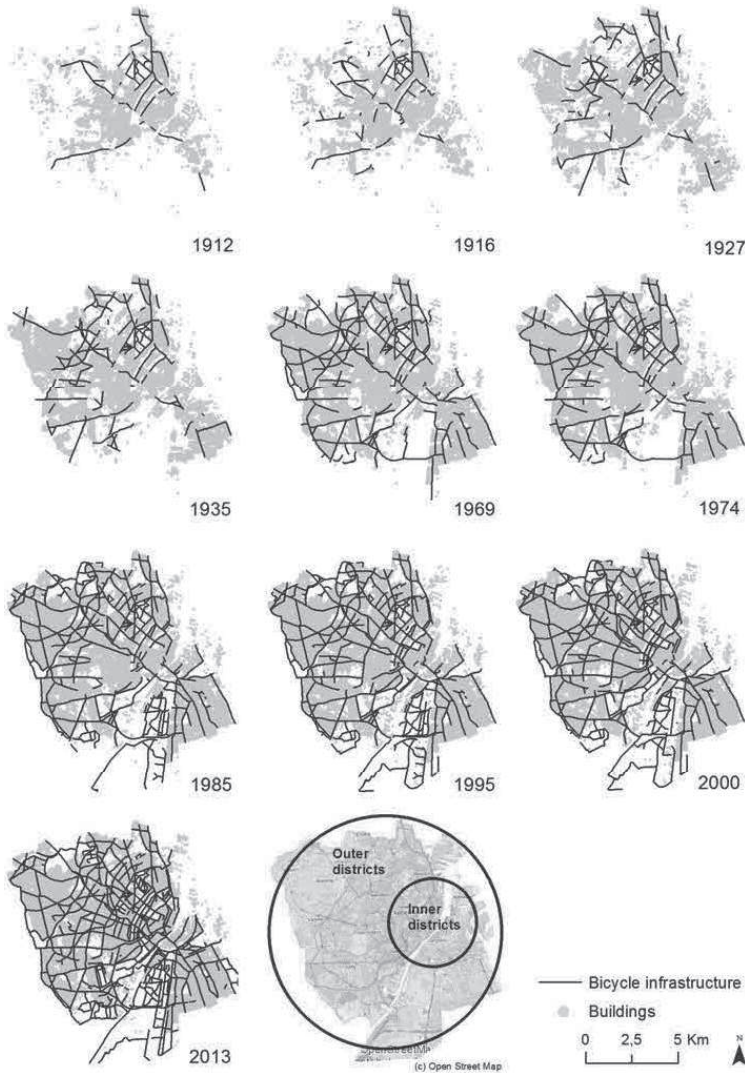 1912
1916
1927
1935
1969
1974
1985
1995
2000
2013
Outer
districts
Inner
districts
(c) Open Street Map
Bicycle infrastructure
Buildings
0 2,5 5 Km
N